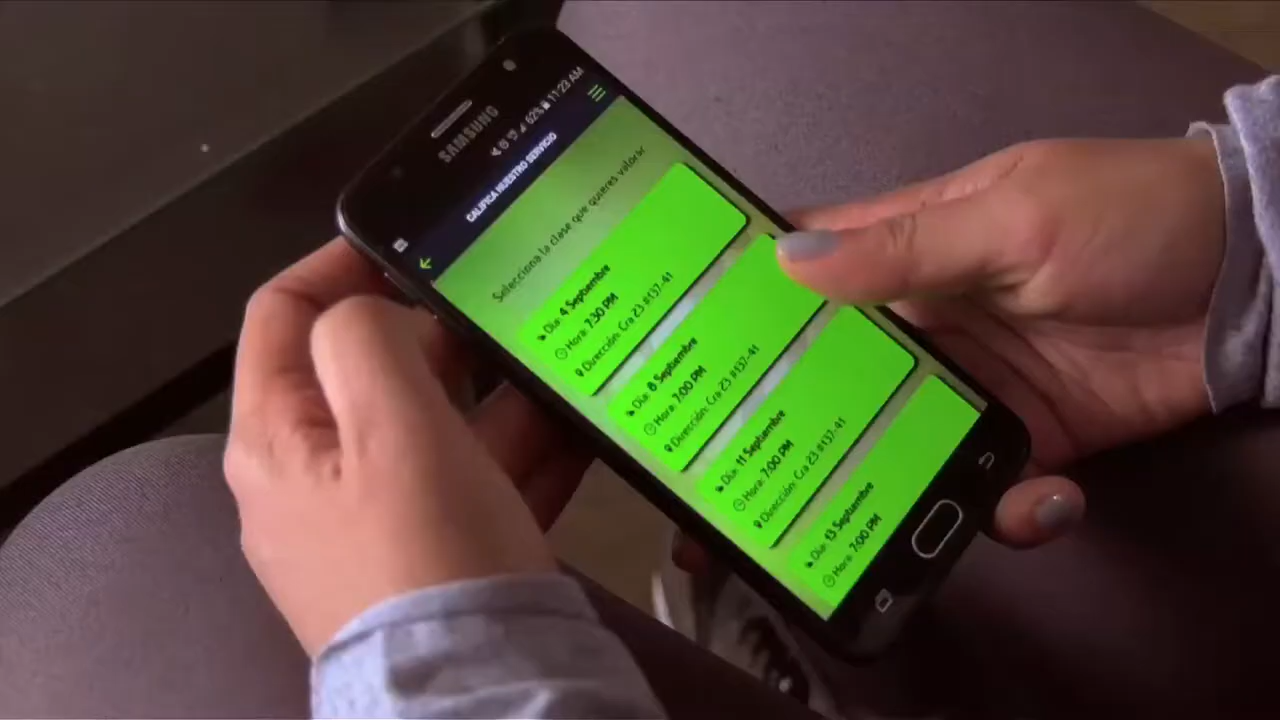 SAMSUNG
62% 11:23 AM
CALIFICA NUESTRO SERVICIO
Selecciona la clase que quieres valorar
Día: 4 Septiembre
Hora: 7:30 PM
Dirección: Cra 23 #137-41
Día: 8 Septiembre
Hora: 7:00 PM
Dirección: Cra 23 #137-41
Día: 11 Septiembre
Hora: 7:00 PM
Dirección: Cra 23 #137-41
Día: 13 Septiembre
Hora: 7:00 PM